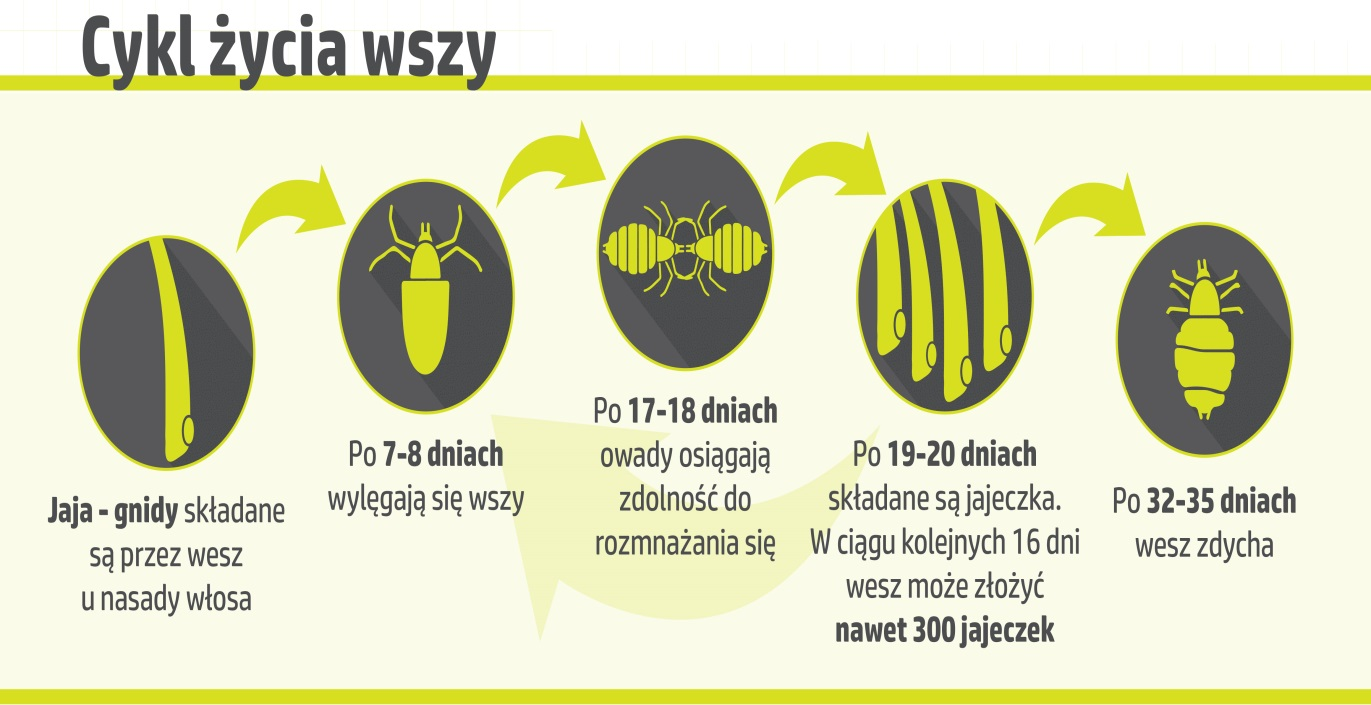 Cykl życia wszy
Jaja - gnidy składane
są przez wesz
u nasady włosa
Po 7-8 dniach
wylęgają się wszy
Po 17-18 dniach
owady osiągają
zdolność do
rozmnażania się
Po 19-20 dniach
składane są jajeczka.
W ciągu kolejnych 16 dni
wesz może złożyć
nawet 300 jajeczek
Po 32-35 dniach
wesz zdycha